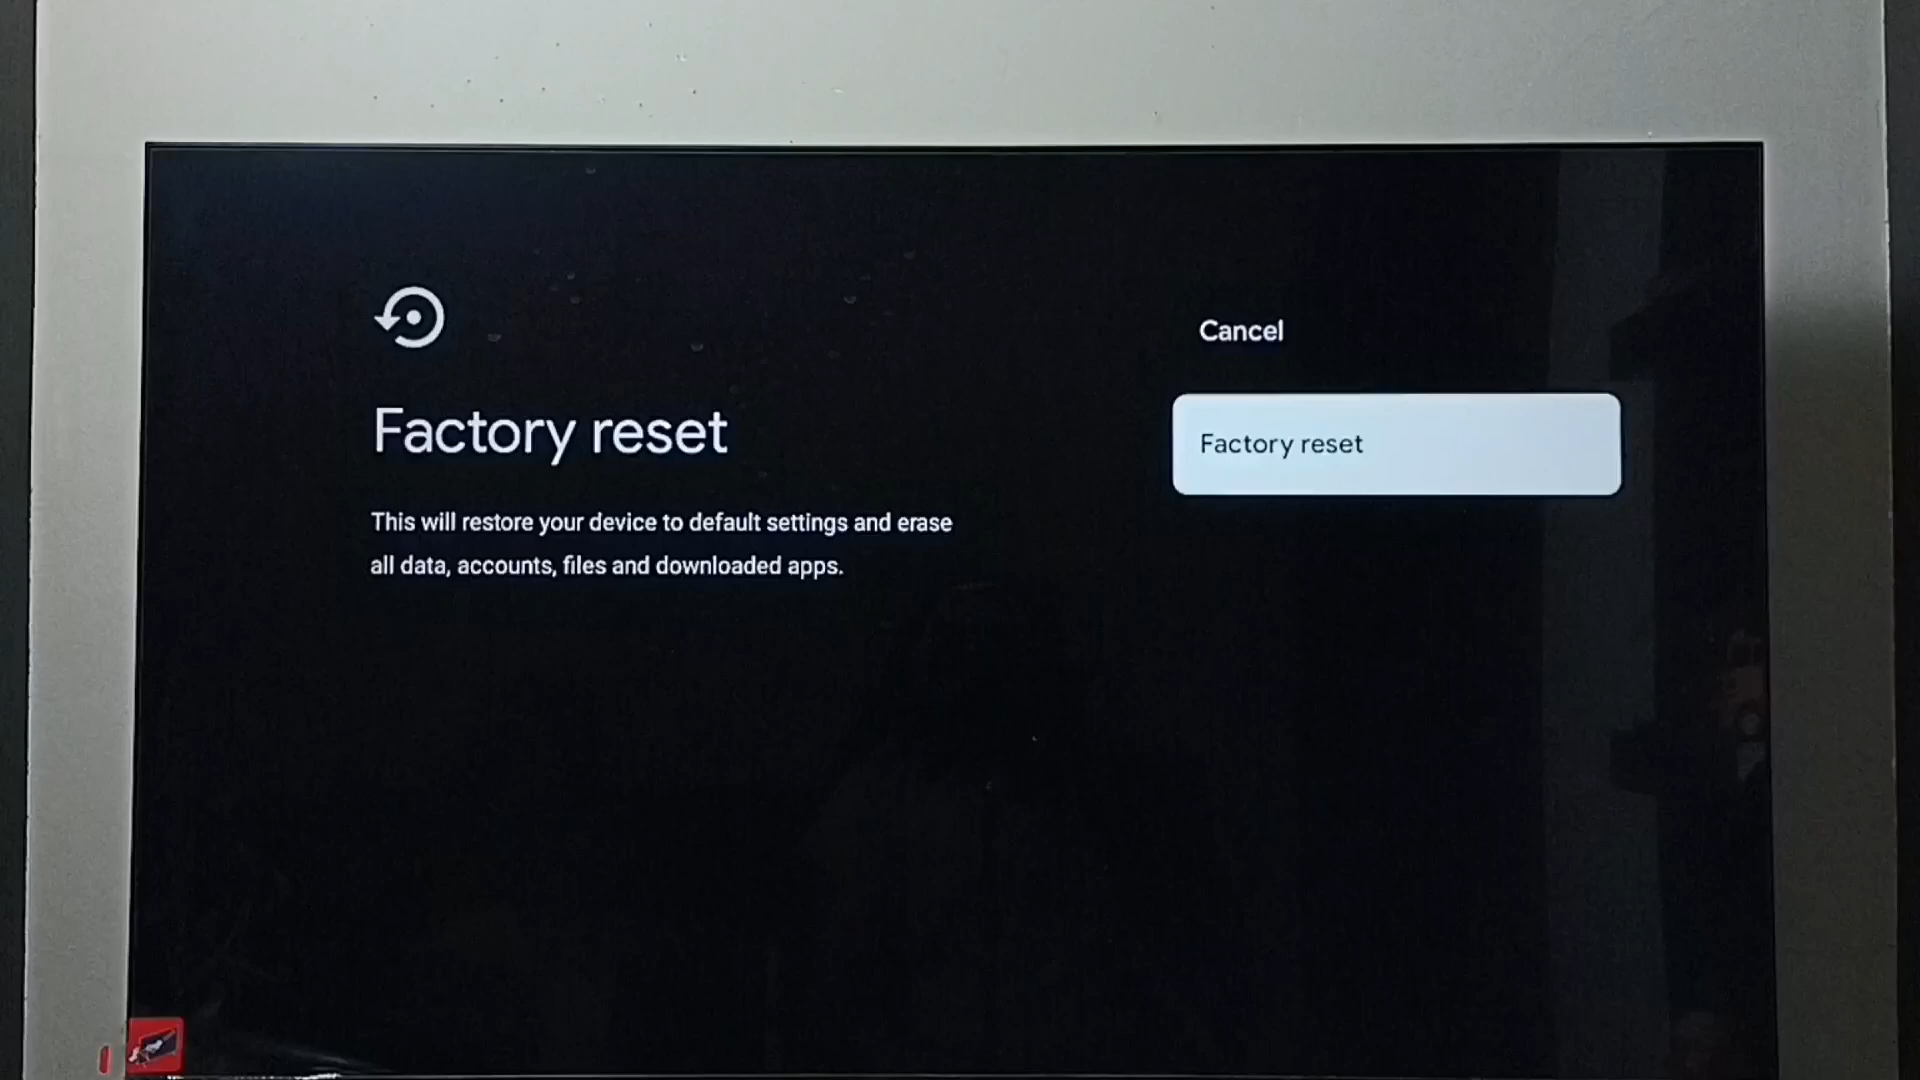 Factory reset
This will restore your device to default settings and erase
all data, accounts, files and downloaded apps.
Cancel
Factory reset